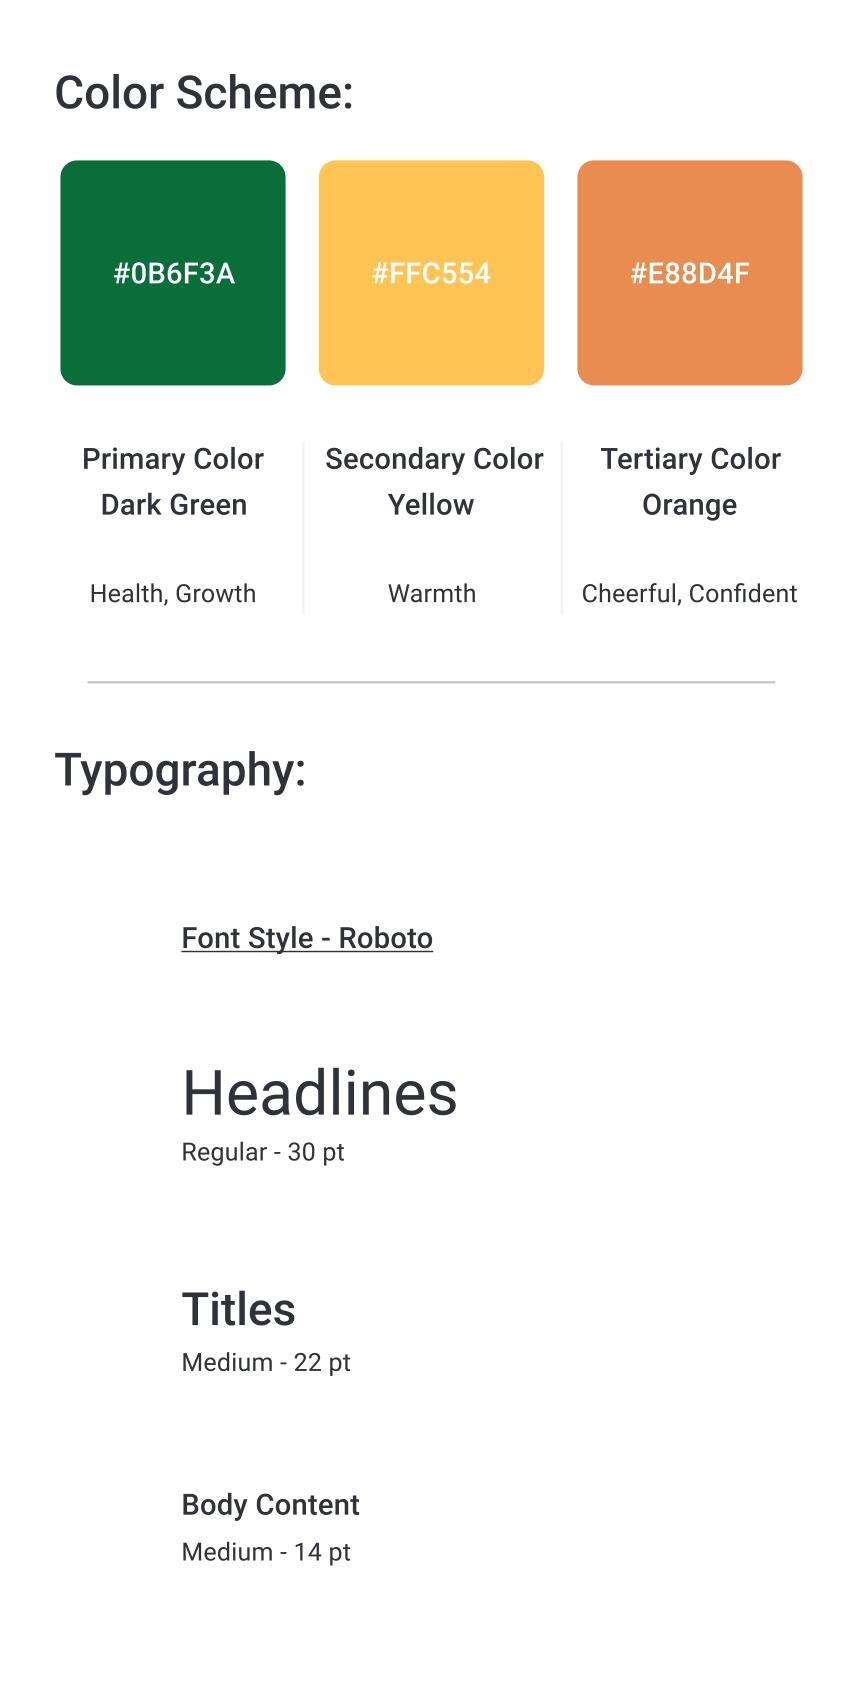 Color Scheme:
#0B6F3A
#FFC554
#E88D4F
Primary Color
Dark Green
Health, Growth
Secondary Color
Yellow
Warmth
Tertiary Color
Orange
Cheerful, Confident
Typography:
Font Style - Roboto
Headlines
Regular - 30 pt
Titles
Medium - 22 pt
Body Content
Medium - 14 pt